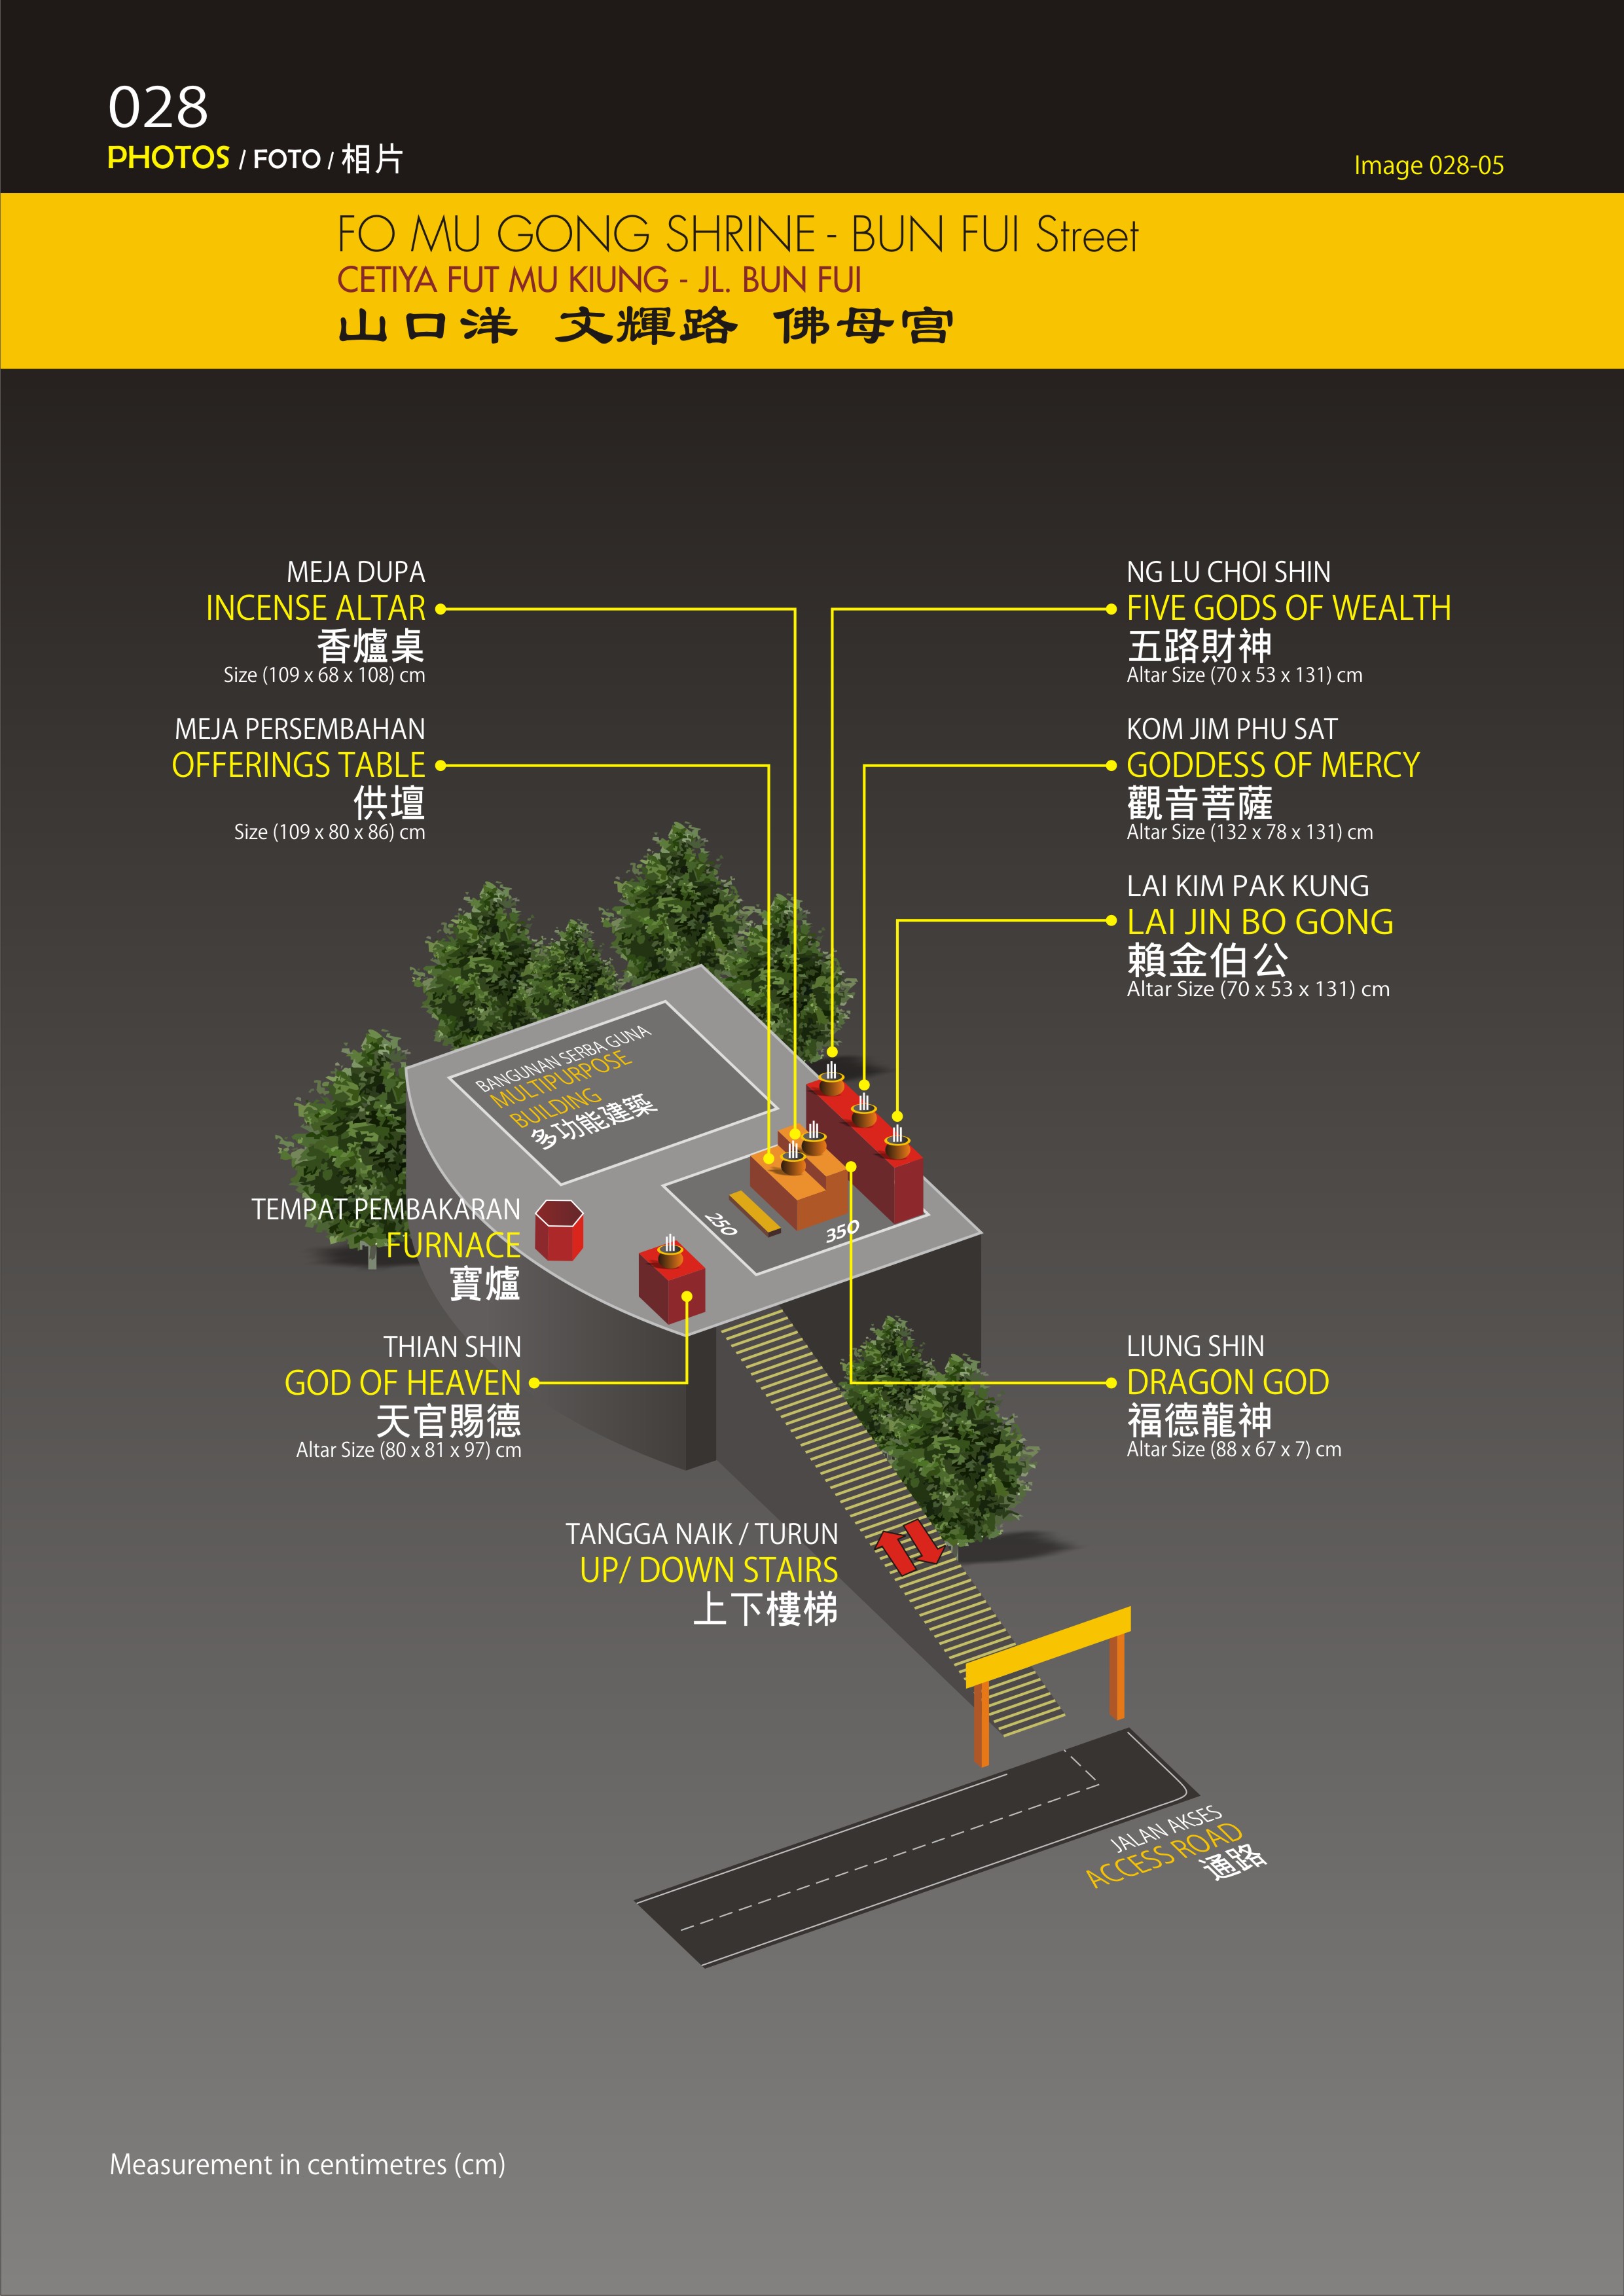 028
PHOTOS / FOTO / 相片
Image 028-05
FO MU GONG SHRINE - BUN FUI Street
CETIYA FUT MU KIUNG - JL. BUN FUI
山口洋 文輝路 佛母宮
MEJA DUPA
INCENSE ALTAR
香爐桌
Size (109 x 68 x 108) cm
MEJA PERSEMBAHAN
OFFERINGS TABLE
供壇
Size (109 x 80 x 86) cm
NG LU CHOI SHIN
FIVE GODS OF WEALTH
五路財神
Altar Size (70 x 53 x 131) cm
KOM JIM PHU SAT
GODDESS OF MERCY
觀音菩薩
Altar Size (132 x 78 x 131) cm
LAI KIM PAK KUNG
LAI JIN BO GONG
賴金伯公
Altar Size (70 x 53 x 131) cm
BANGUNAN SERBA GUNA
MULTIPURPOSE
BUILDING
多功能建築
250
350
TEMPAT PEMBAKARAN
FURNACE
寶爐
THIAN SHIN
GOD OF HEAVEN
天官賜德
Altar Size (80 x 81 x 97) cm
LIUNG SHIN
DRAGON GOD
福德龍神
Altar Size (88 x 67 x 7) cm
TANGGA NAIK / TURUN
UP/ DOWN STAIRS
上下樓梯
JALAN AKSES
ACCESS ROAD
通路
Measurement in centimetres (cm)